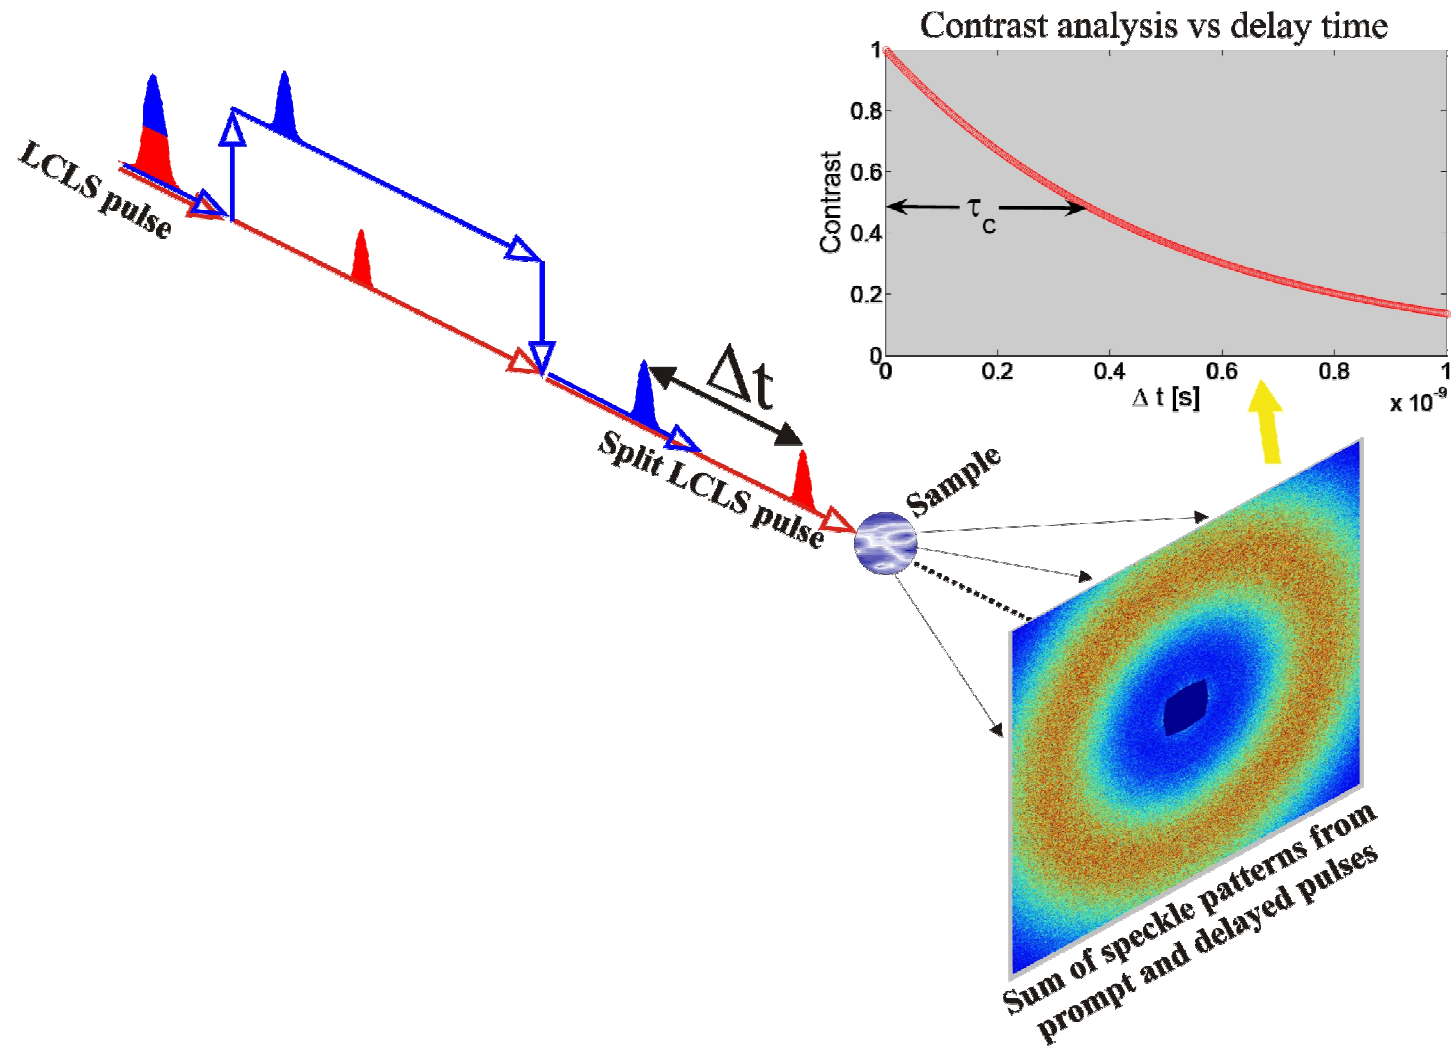 Contrast analysis vs delay time
1
0.8
0.6
0.4
0.2
0
Contrast
τc
0 0.2 0.4 0.6 0.8 1
Δ t [s]
x 10-9
LCLS pulse
Δt
Split LCLS pulse
Sample
Sum of speckle patterns from
prompt and delayed pulses